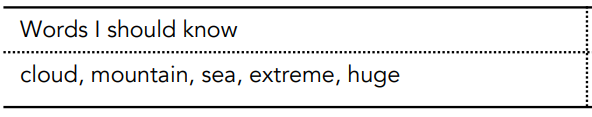 Words I should know
cloud, mountain, sea, extreme, huge